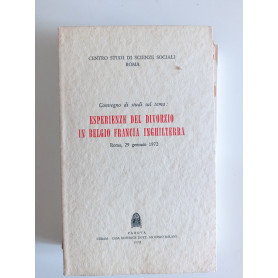 CENTRO STUDI DI SCIENZE SOCIALI
ROMA
Convegno di studi sul tema:
ESPERIENZE DEL DIVORZIO
IN BELGIO FRANCIA INGHILTERRA
Roma, 29 gennaio 1972
PADOVA